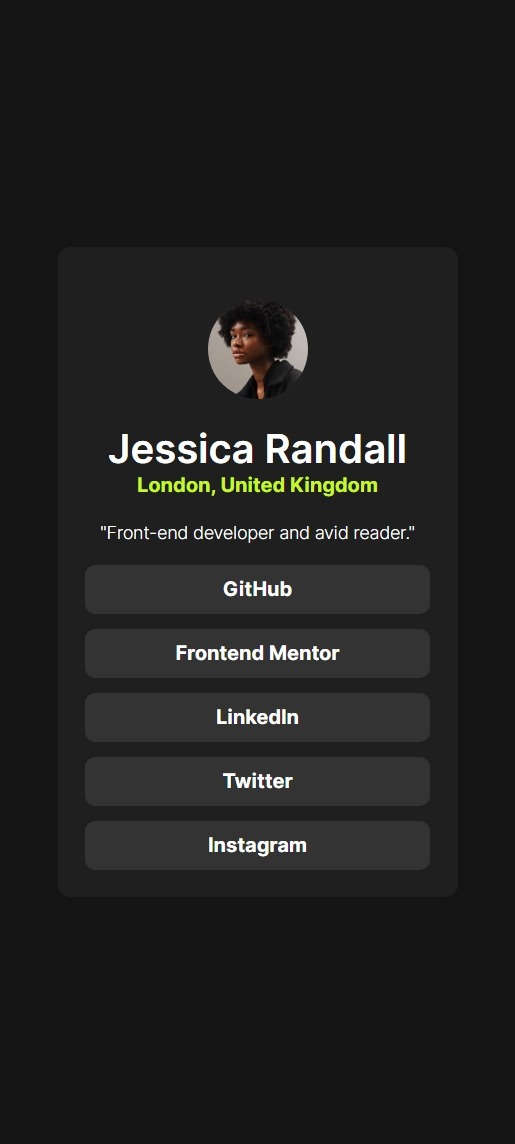 Jessica Randall
London, United Kingdom
"Front-end developer and avid reader."
GitHub
Frontend Mentor
LinkedIn
Twitter
Instagram